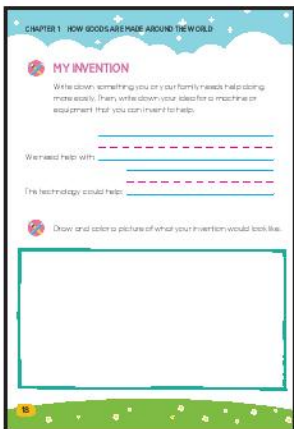 CHAPTER 1 HOW GOODS ARE MADE AROUND THE WORLD
MY INVENTION
Write down something you or your family needs help doing
more easily. Then, write down your idea for a machine or
equipment that you can invent to help.
We need help with:
This technology could help:
Draw and color a picture of what your invention would look like.
18